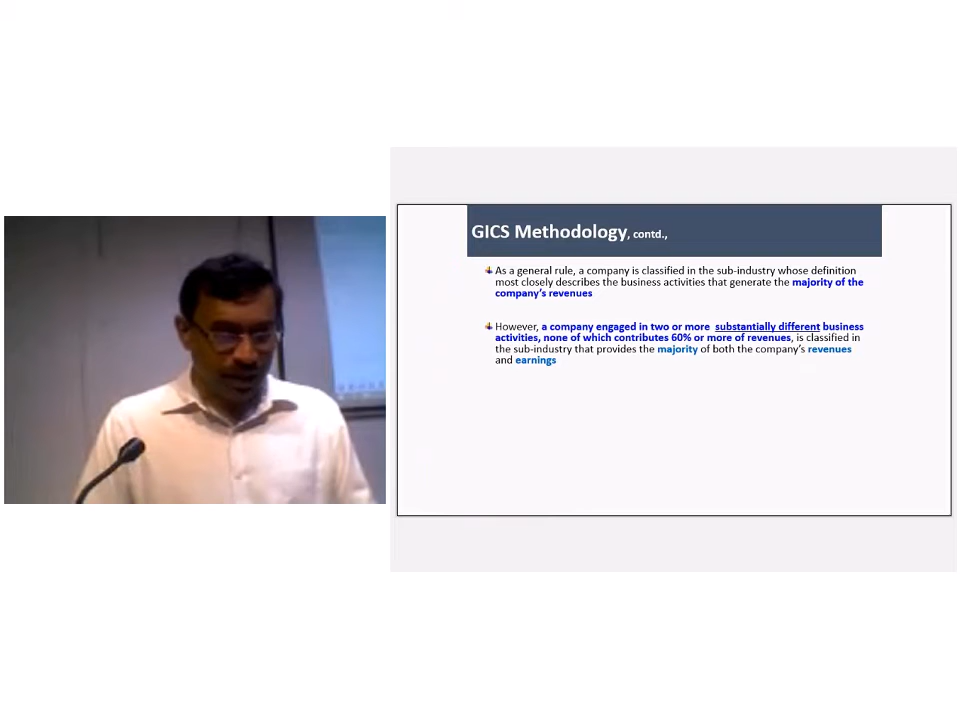 GICS Methodology, contd.,
As a general rule, a company is classified in the sub-industry whose definition
most closely describes the business activities that generate the majority of the
company's revenues
However, a company engaged in two or more substantially different business
activities, none of which contributes 60% or more of revenues, is classified in
the sub-industry that provides the majority of both the company's revenues
and earnings